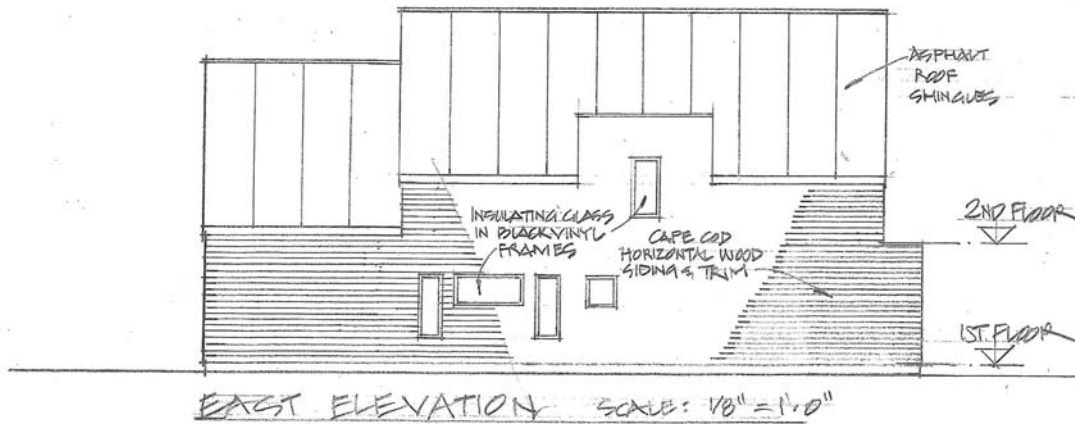 ASPHALT
ROOF
SHINGLES
INSULATING GLASS
IN BLACK VINYL
FRAMES
CAPE COD
HORIZONTAL WOOD
SIDING & TRIM
2ND FLOOR
1ST. FLOOR
EAST ELEVATION SCALE: 1/8" = 1'.0"